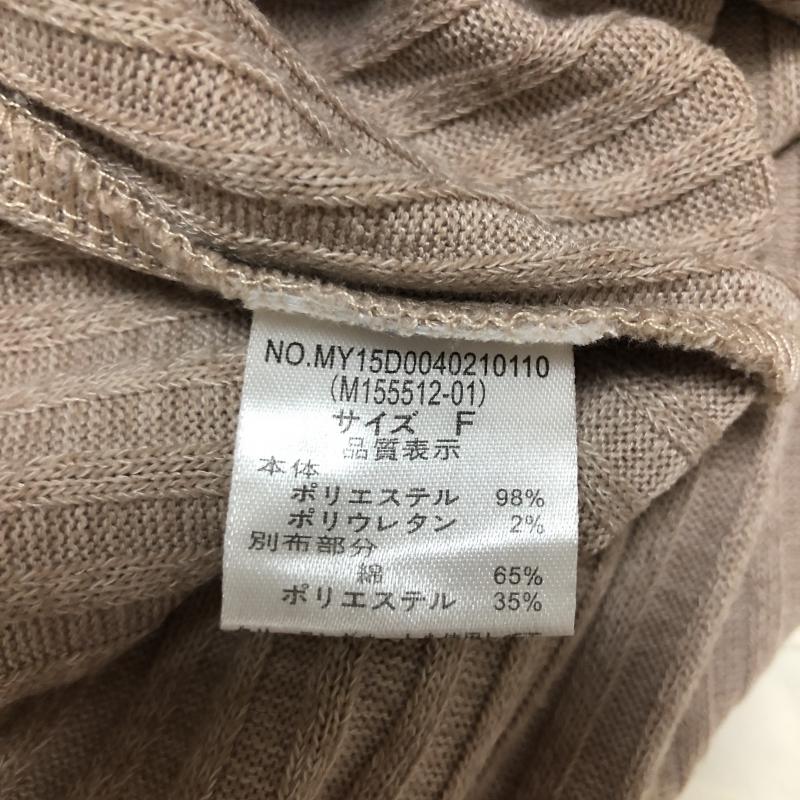 NO.MY15D0040210110
(M155512-01)
サイズ F
品質表示
本体
ポリエステル 98%
ポリウレタン 2%
別布部分
綿 65%
ポリエステル 35%